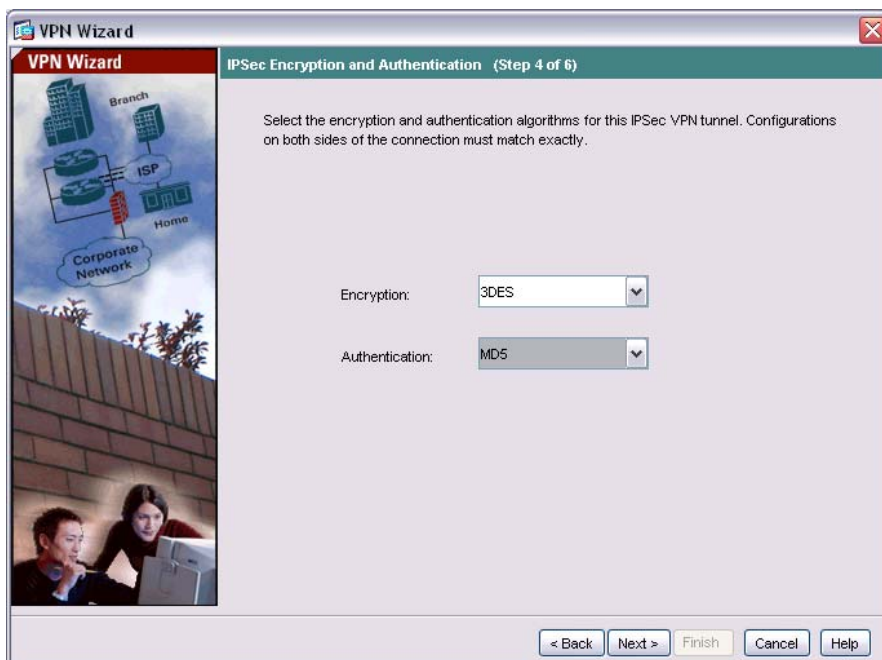 VPN Wizard
VPN Wizard
IPSec Encryption and Authentication (Step 4 of 6)
Branch
ISP
Home
Corporate
Network
Select the encryption and authentication algorithms for this IPSec VPN tunnel. Configurations
on both sides of the connection must match exactly.
Encryption:
3DES
Authentication:
MD5
< Back
Next >
Finish
Cancel
Help